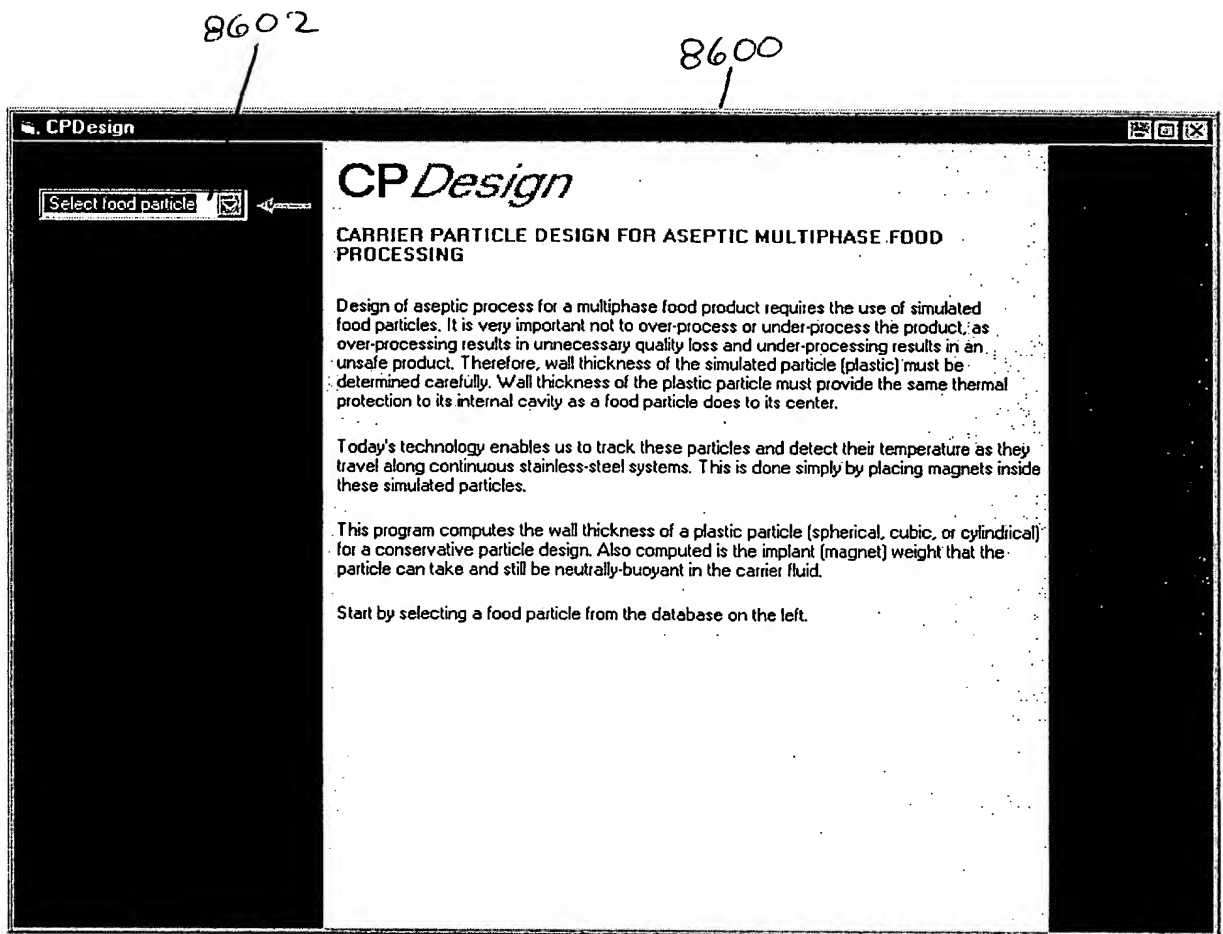 8602
8600
CPDesign
Select food particle
CPDesign
CARRIER PARTICLE DESIGN FOR ASEPTIC MULTIPHASE FOOD
PROCESSING
Design of aseptic process for a multiphase food product requires the use of simulated
food particles. It is very important not to over-process or under-process the product, as
over-processing results in unnecessary quality loss and under-processing results in an
unsafe product. Therefore, wall thickness of the simulated particle (plastic) must be
determined carefully. Wall thickness of the plastic particle must provide the same thermal
protection to its internal cavity as a food particle does to its center.
Today's technology enables us to track these particles and detect their temperature as they
travel along continuous stainless-steel systems. This is done simply by placing magnets inside
these simulated particles.
This program computes the wall thickness of a plastic particle (spherical, cubic, or cylindrical)
for a conservative particle design. Also computed is the implant (magnet) weight that the
particle can take and still be neutrally-buoyant in the carrier fluid.
Start by selecting a food particle from the database on the left.